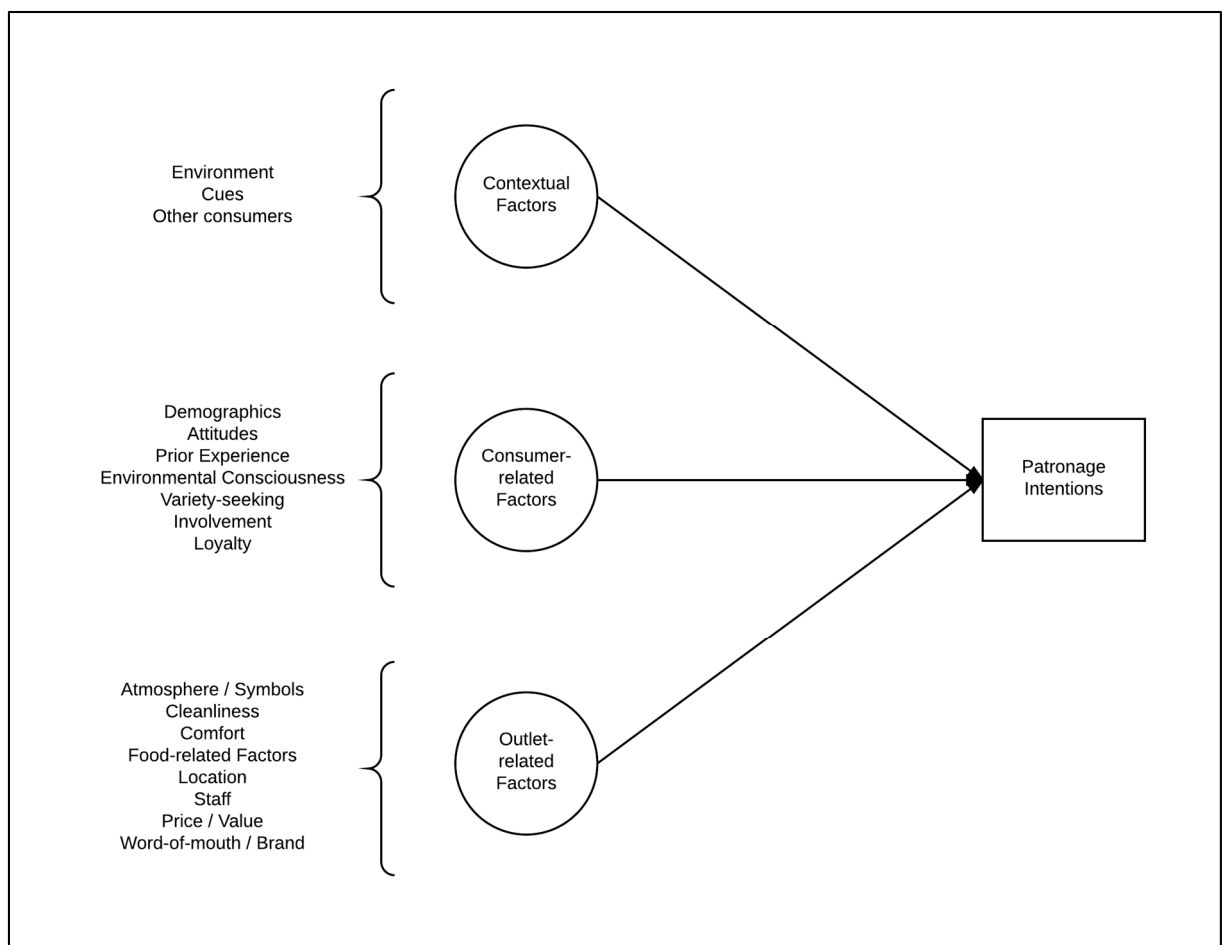 Environment
Cues
Other consumers
Contextual
Factors
Demographics
Attitudes
Prior Experience
Environmental Consciousness
Variety-seeking
Involvement
Loyalty
Consumer-
related
Factors
Patronage
Intentions
Atmosphere / Symbols
Cleanliness
Comfort
Food-related Factors
Location
Staff
Price / Value
Word-of-mouth / Brand
Outlet-
related
Factors